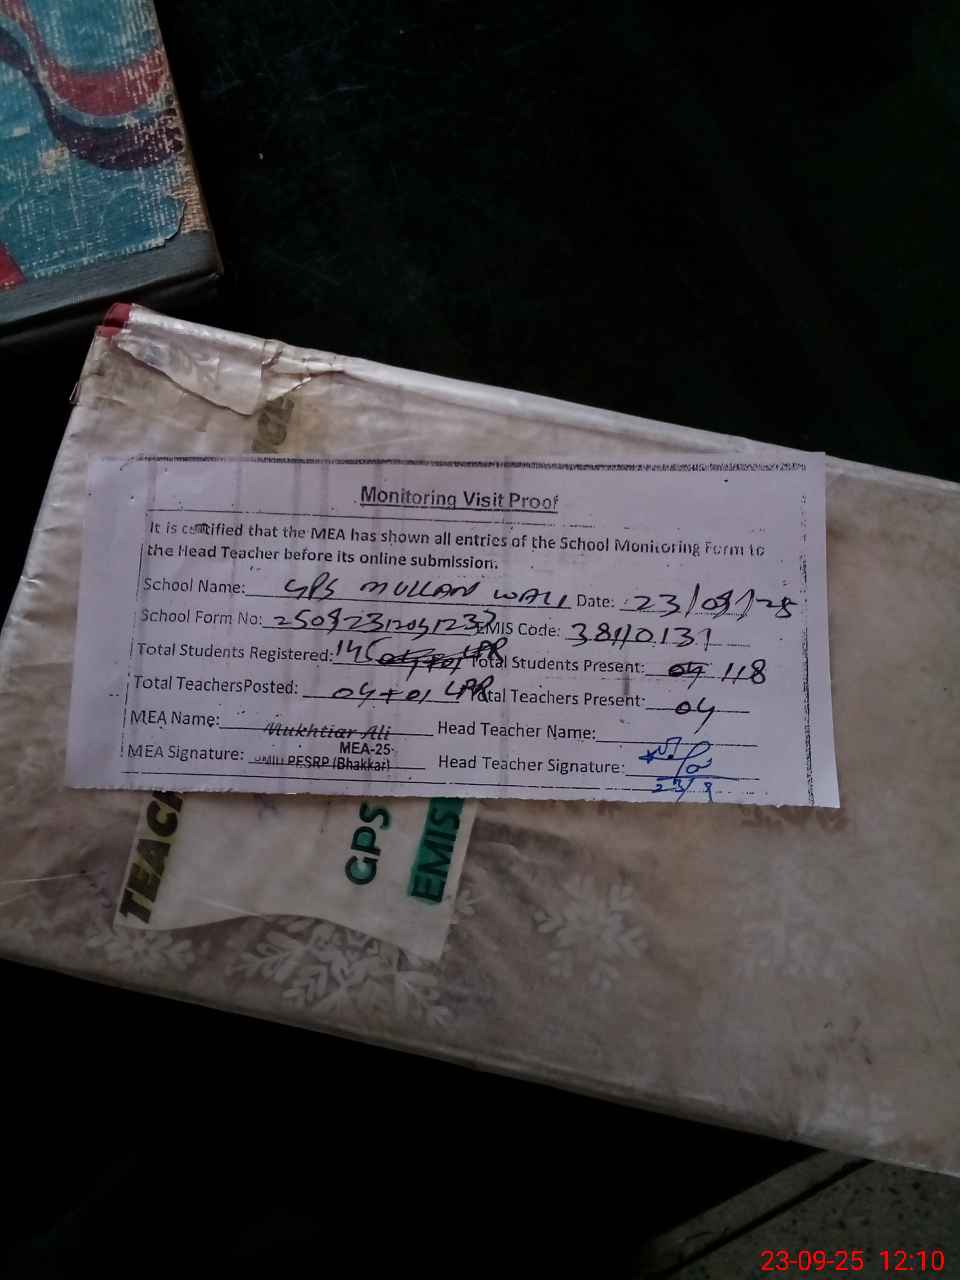 Monitoring Visit Proof
It is certified that the MEA has shown all entries of the School Monitoring Form to
the Head Teacher before its online submission.
School Name: GPS MULLAN WALI Date: 23/09/25
School Form No: EMIS Code:
Total Students Registered: Total Students Present: 118
Total TeachersPosted: 04+01 Total Teachers Present: 04
MEA Name: Mukhtiar Ali Head Teacher Name:
MEA-25
MEA Signature: PESRP (Bhakkar) Head Teacher Signature:
GPS
EMIS
23-09-25 12:10